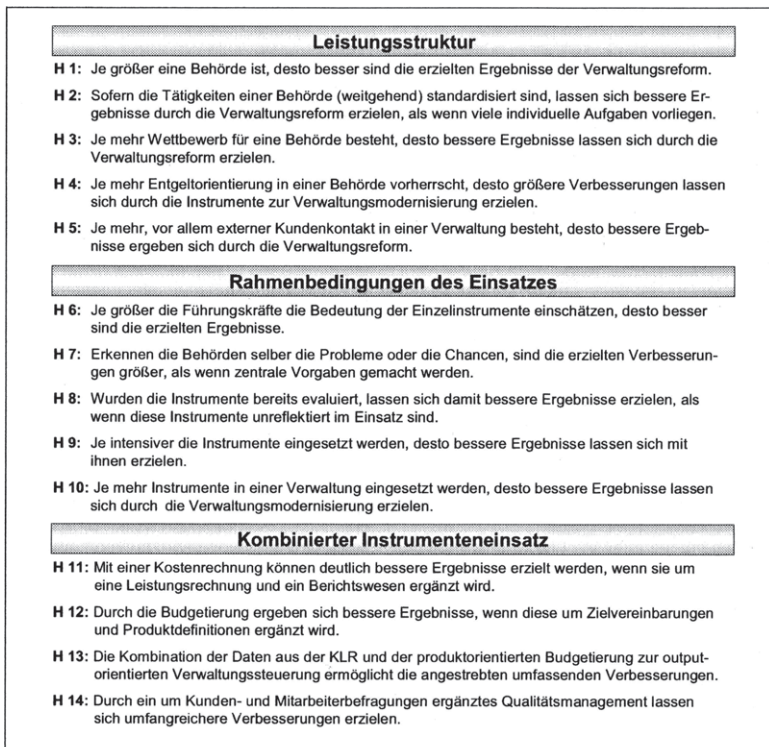 Leistungsstruktur
H 1: Je größer eine Behörde ist, desto besser sind die erzielten Ergebnisse der Verwaltungsreform.
H 2: Sofern die Tätigkeiten einer Behörde (weitgehend) standardisiert sind, lassen sich bessere Er-
gebnisse durch die Verwaltungsreform erzielen, als wenn viele individuelle Aufgaben vorliegen.
H 3: Je mehr Wettbewerb für eine Behörde besteht, desto bessere Ergebnisse lassen sich durch die
Verwaltungsreform erzielen.
H 4: Je mehr Entgeltorientierung in einer Behörde vorherrscht, desto größere Verbesserungen lassen
sich durch die Instrumente zur Verwaltungsmodernisierung erzielen.
H 5: Je mehr, vor allem externer Kundenkontakt in einer Verwaltung besteht, desto bessere Ergeb-
nisse ergeben sich durch die Verwaltungsreform.
Rahmenbedingungen des Einsatzes
H 6: Je größer die Führungskräfte die Bedeutung der Einzelinstrumente einschätzen, desto besser
sind die erzielten Ergebnisse.
H 7: Erkennen die Behörden selber die Probleme oder die Chancen, sind die erzielten Verbesserun-
gen größer, als wenn zentrale Vorgaben gemacht werden.
H 8: Wurden die Instrumente bereits evaluiert, lassen sich damit bessere Ergebnisse erzielen, als
wenn diese Instrumente unreflektiert im Einsatz sind.
H 9: Je intensiver die Instrumente eingesetzt werden, desto bessere Ergebnisse lassen sich mit
ihnen erzielen.
H 10: Je mehr Instrumente in einer Verwaltung eingesetzt werden, desto bessere Ergebnisse lassen
sich durch die Verwaltungsmodernisierung erzielen.
Kombinierter Instrumenteneinsatz
H 11: Mit einer Kostenrechnung können deutlich bessere Ergebnisse erzielt werden, wenn sie um
eine Leistungsrechnung und ein Berichtswesen ergänzt wird.
H 12: Durch die Budgetierung ergeben sich bessere Ergebnisse, wenn diese um Zielvereinbarungen
und Produktdefinitionen ergänzt wird.
H 13: Die Kombination der Daten aus der KLR und der produktorientierten Budgetierung zur output-
orientierten Verwaltungssteuerung ermöglicht die angestrebten umfassenden Verbesserungen.
H 14: Durch ein um Kunden- und Mitarbeiterbefragungen ergänztes Qualitätsmanagement lassen
sich umfangreichere Verbesserungen erzielen.